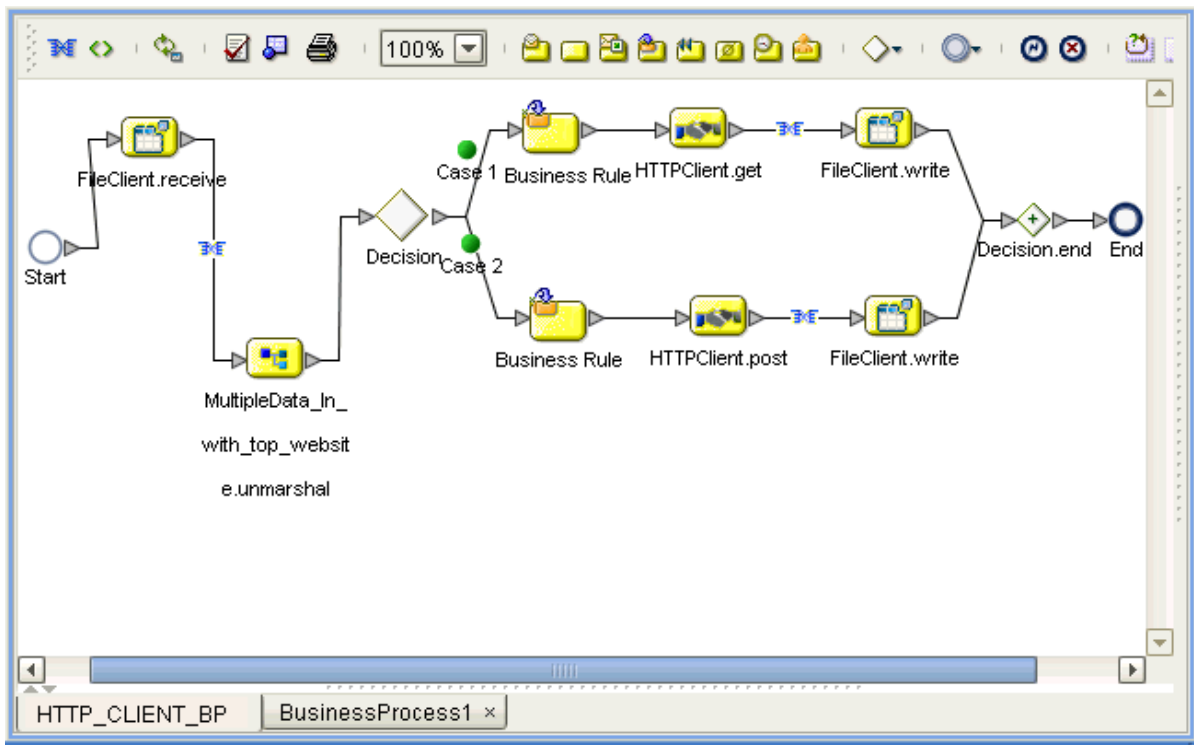 100%
FileClient.receive
Start
MultipleData_In_
with_top_websit
e.unmarshal
Decision
Case 1
Case 2
Business Rule
HTTPClient.get
FileClient.write
Business Rule
HTTPClient.post
FileClient.write
Decision.end
End
HTTP_CLIENT_BP
BusinessProcess1 ×